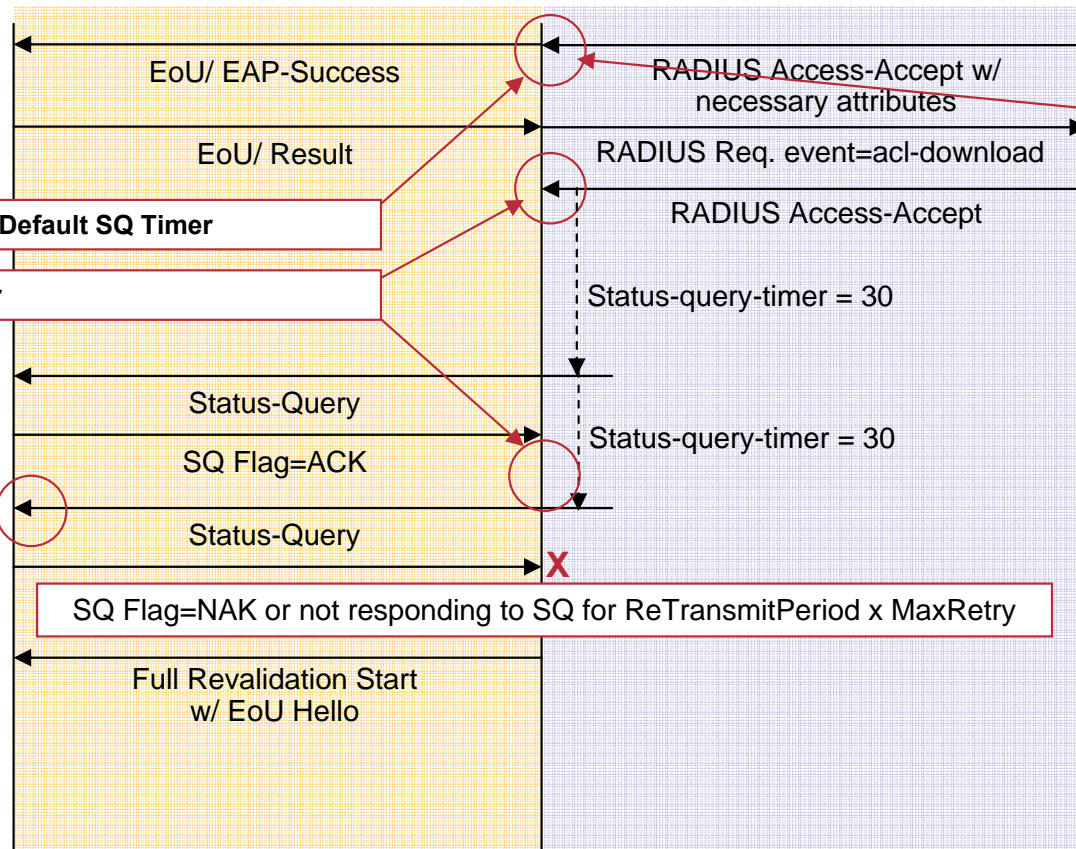 EoU/ EAP-Success
RADIUS Access-Accept w/
necessary attributes
EoU/ Result
RADIUS Req. event=acl-download
RADIUS Access-Accept
Default SQ Timer
Status-query-timer = 30
Status-Query
Status-query-timer = 30
SQ Flag=ACK
Status-Query
X
SQ Flag=NAK or not responding to SQ for ReTransmitPeriod x MaxRetry
Full Revalidation Start
w/ EoU Hello